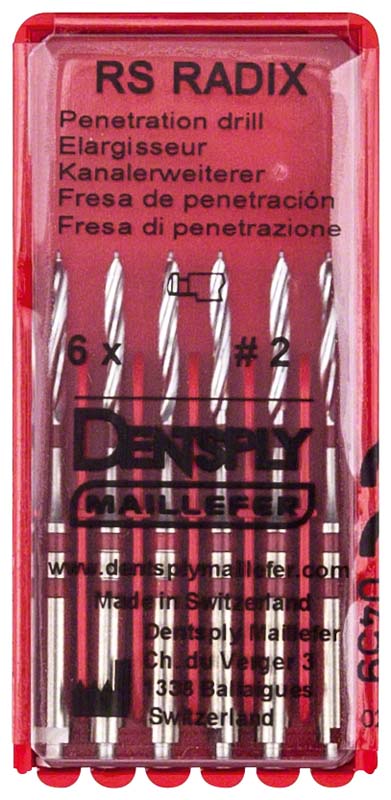 RS RADIX
Penetration drill
Elargisseur
Kanalerweiterer
Fresa de penetración
Fresa di penetrazione
6 x # 2
DENTSPLY
MAILLEFER
www.dentsplymaillefer.com
Made in Switzerland
Dentsply Maillefer
Ch. du Verger 3
1338 Ballaigues
Switzerland
0459